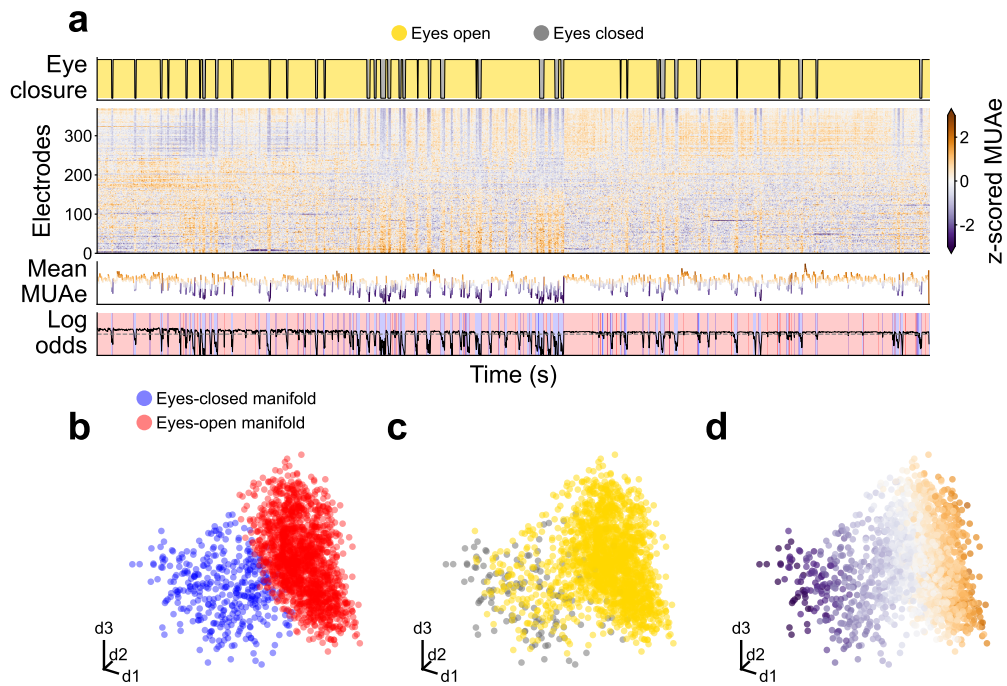 a
Eyes open
Eyes closed
Eye
closure
Electrodes
300
200
100
0
2
0
-2
z-scored MUAe
Mean
MUAe
Log
odds
Time (s)
Eyes-closed manifold
Eyes-open manifold
b
c
d
d3
d2
d1
d3
d2
d1
d3
d2
d1